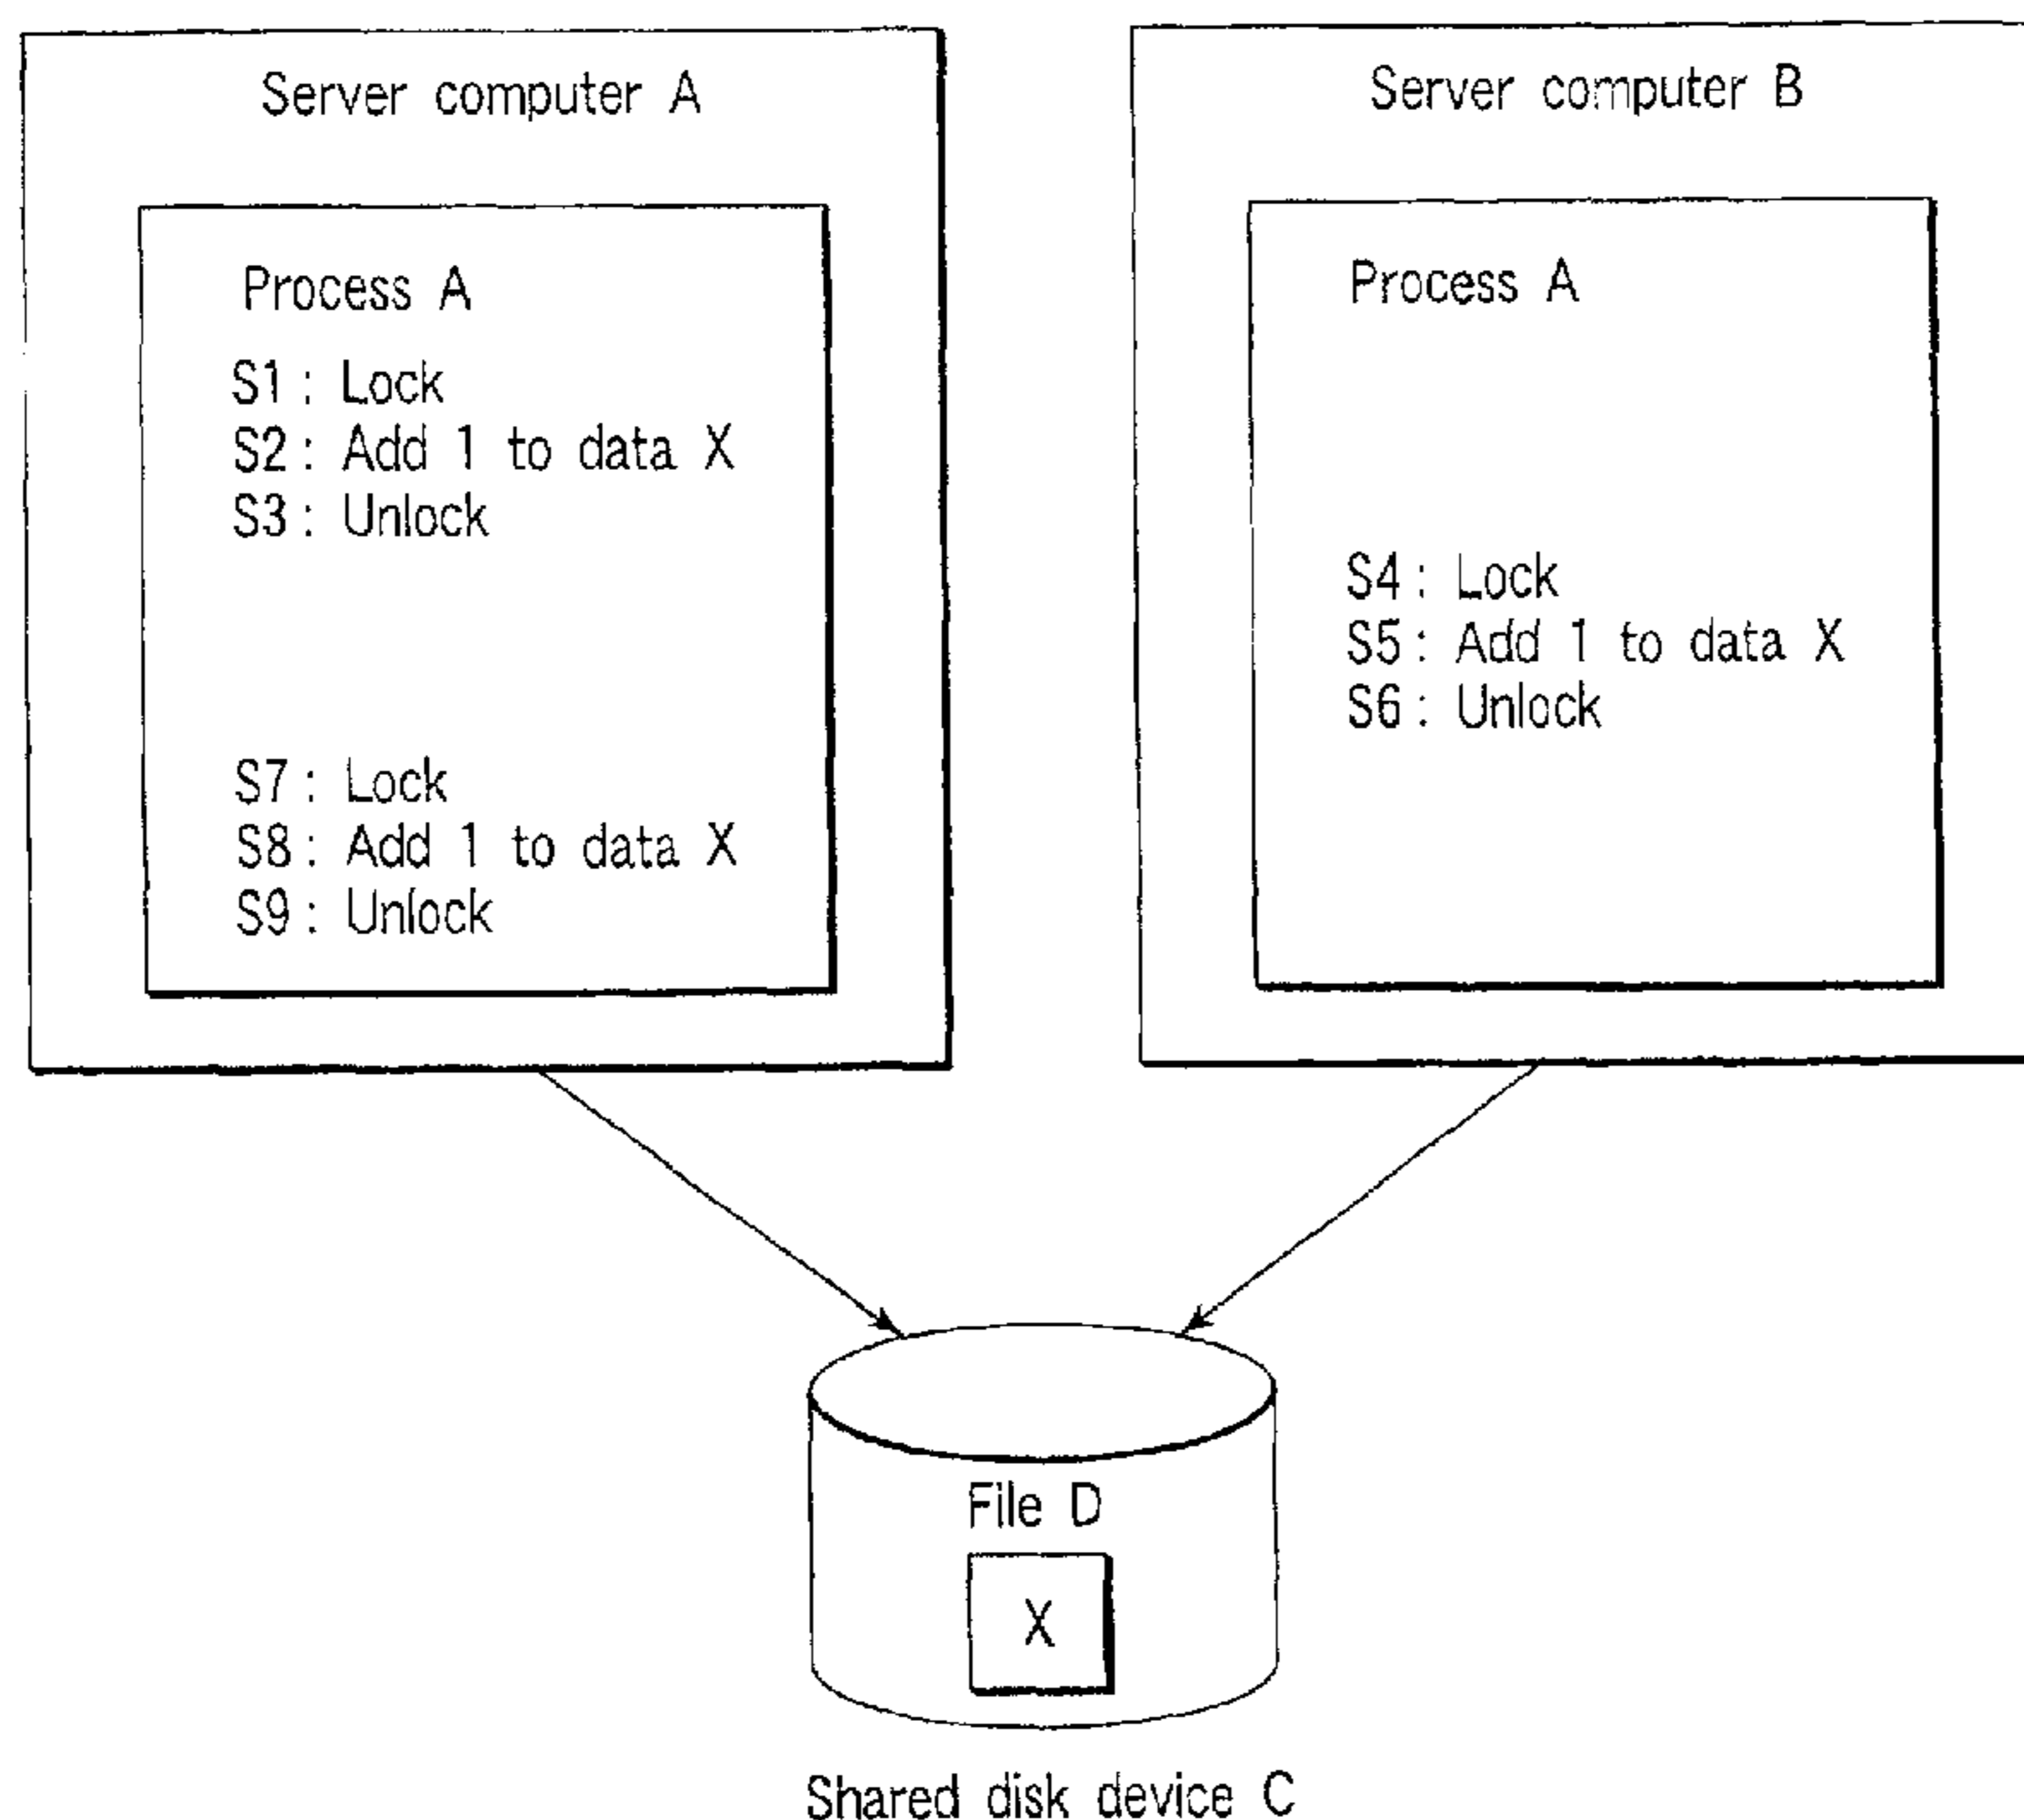 Server computer A
Process A
S1 : Lock
S2 : Add 1 to data X
S3 : Unlock
S7 : Lock
S8 : Add 1 to data X
S9 : Unlock
Server computer B
Process A
S4 : Lock
S5 : Add 1 to data X
S6 : Unlock
File D
X
Shared disk device C